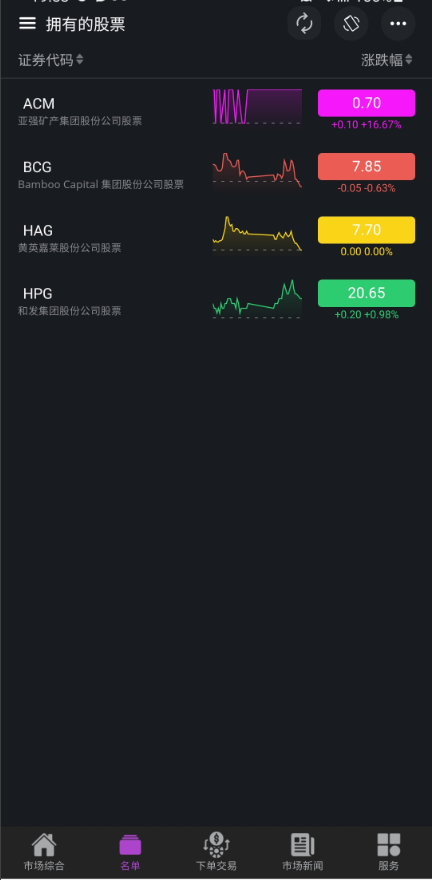 拥有的股票
证券代码
涨跌幅
ACM
0.70
亚强矿产集团股份公司股票
+0.10 +16.67%
BCG
7.85
Bamboo Capital 集团股份公司股票
-0.05 -0.63%
HAG
7.70
黄英嘉莱股份公司股票
0.00 0.00%
HPG
20.65
和发集团股份公司股票
+0.20 +0.98%
市场综合
名单
下单交易
市场新闻
服务